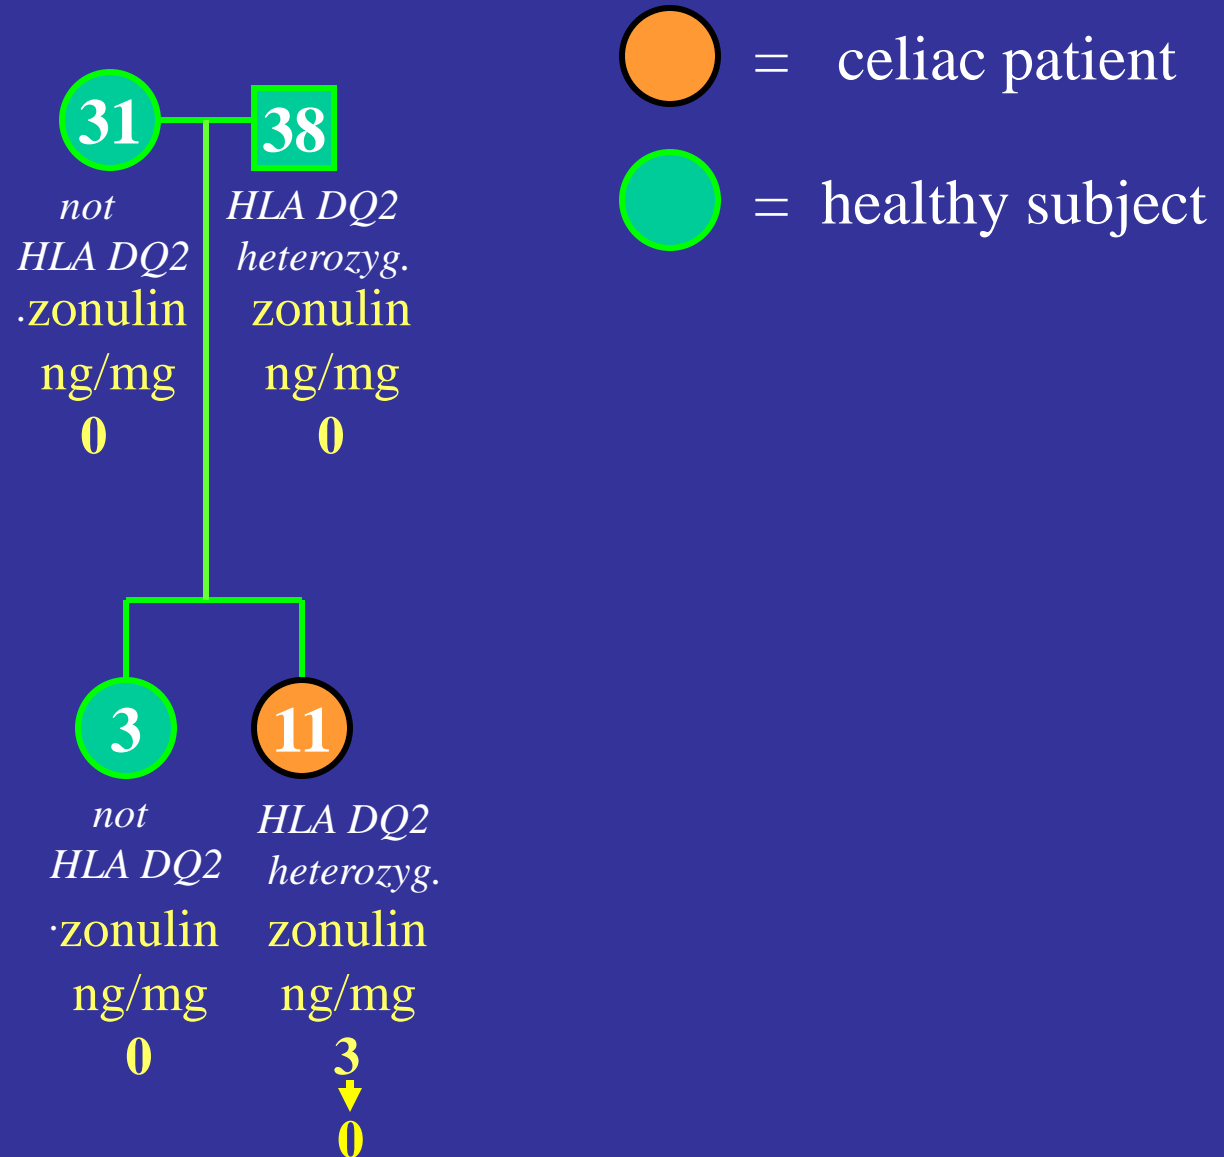 = celiac patient
= healthy subject
31
38
not
HLA DQ2
.zonulin
ng/mg
0
HLA DQ2
heterozyg.
zonulin
ng/mg
0
3
11
not
HLA DQ2
.zonulin
ng/mg
0
HLA DQ2
heterozyg.
zonulin
ng/mg
3
0